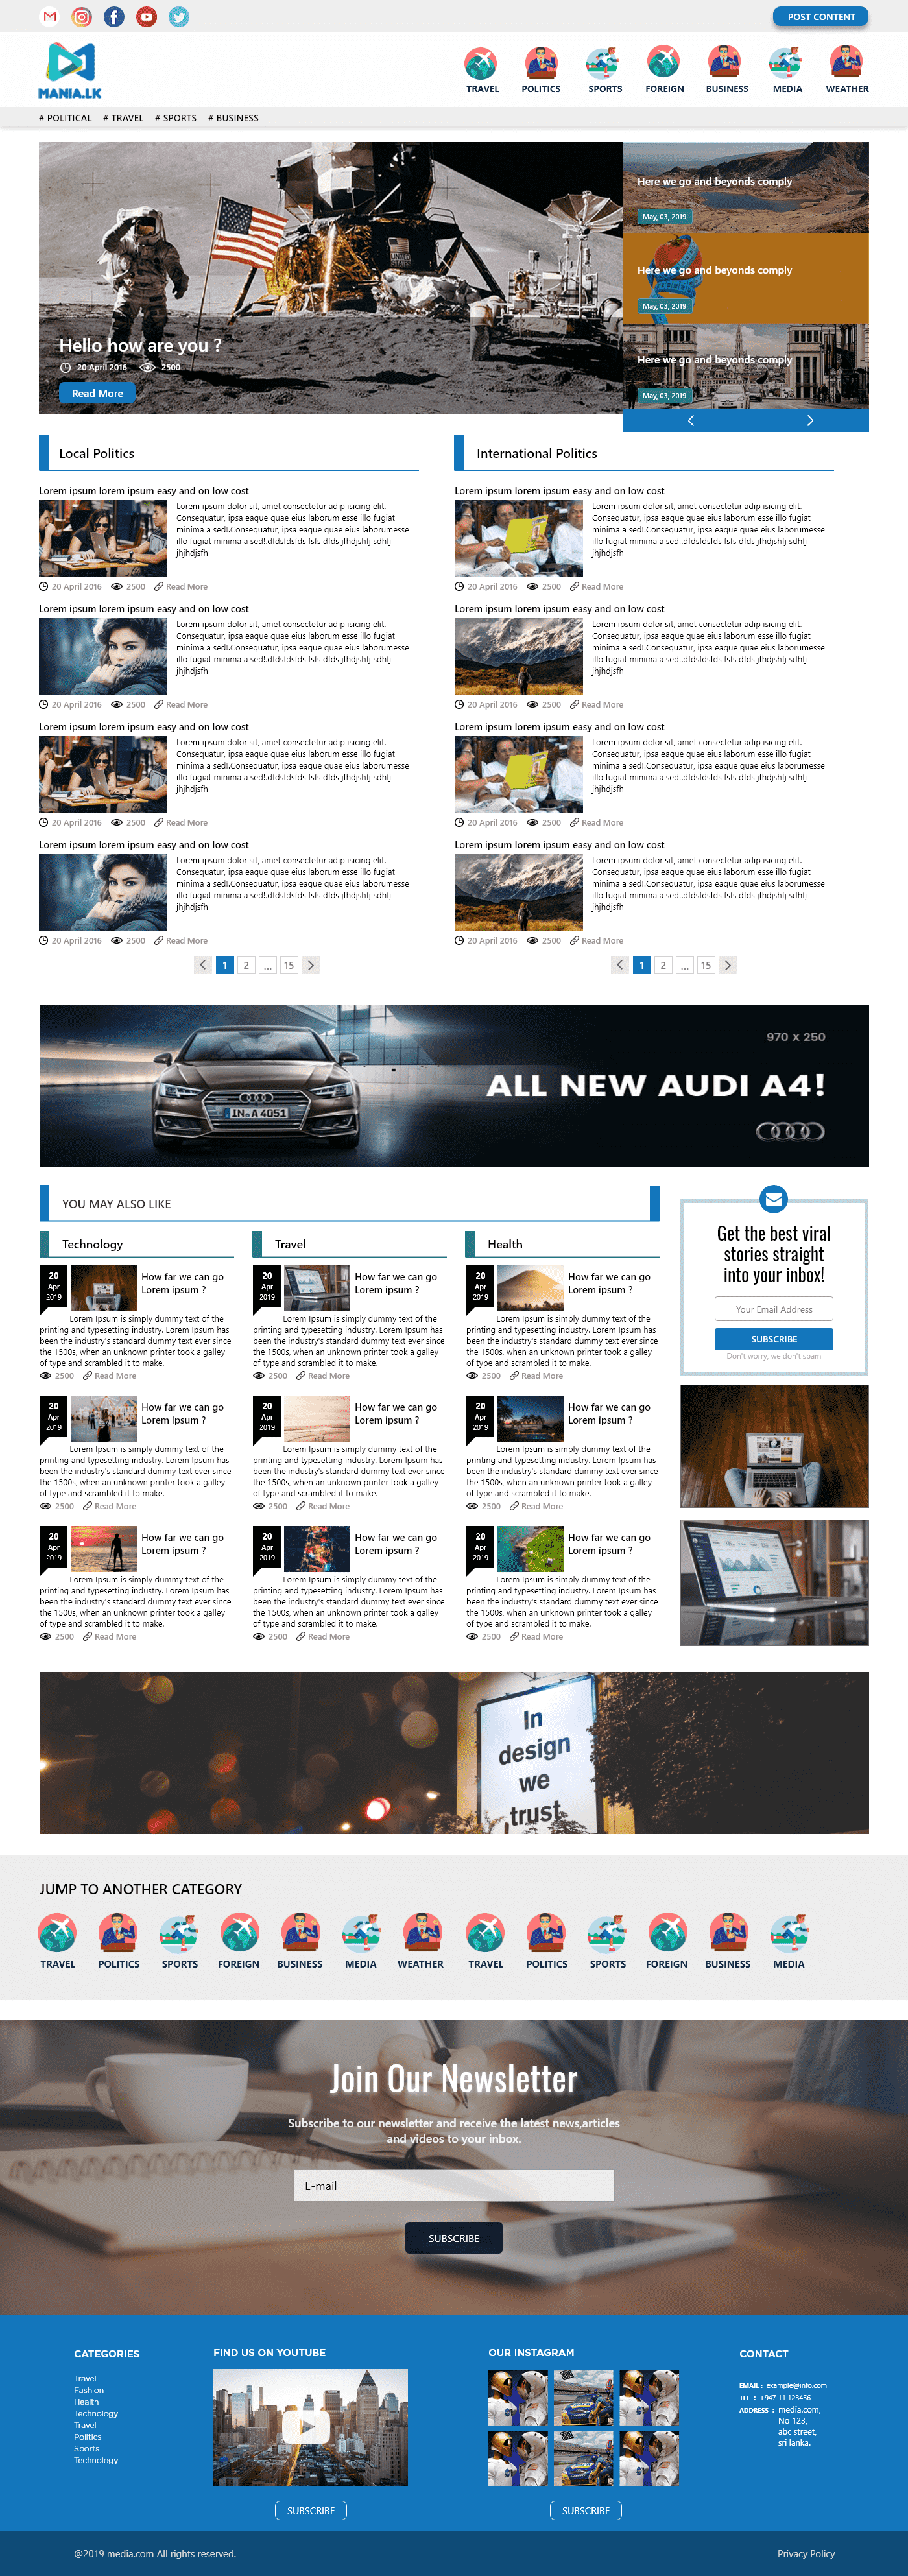 POST CONTENT
MANIA.LK
TRAVEL POLITICS SPORTS FOREIGN BUSINESS MEDIA WEATHER
# POLITICAL # TRAVEL # SPORTS # BUSINESS
UNITED STATES
Hello how are you ?
20 April 2016 2500
Read More
Here we go and beyonds comply
May, 03, 2019
Here we go and beyonds comply
May, 03, 2019
Here we go and beyonds comply
May, 03, 2019
Local Politics
Lorem ipsum lorem ipsum easy and on low cost
Lorem ipsum dolor sit, amet consectetur adip isicing elit.
Consequatur, ipsa eaque quae eius laborum esse illo fugiat
minima a sed!.Consequatur, ipsa eaque quae eius laborumesse
illo fugiat minima a sed!.dfdsfdsfds fsfs dfds jfhdjshfj sdhfj
jhjhdjsfh
20 April 2016 2500 Read More
Lorem ipsum lorem ipsum easy and on low cost
Lorem ipsum dolor sit, amet consectetur adip isicing elit.
Consequatur, ipsa eaque quae eius laborum esse illo fugiat
minima a sed!.Consequatur, ipsa eaque quae eius laborumesse
illo fugiat minima a sed!.dfdsfdsfds fsfs dfds jfhdjshfj sdhfj
jhjhdjsfh
20 April 2016 2500 Read More
Lorem ipsum lorem ipsum easy and on low cost
Lorem ipsum dolor sit, amet consectetur adip isicing elit.
Consequatur, ipsa eaque quae eius laborum esse illo fugiat
minima a sed!.Consequatur, ipsa eaque quae eius laborumesse
illo fugiat minima a sed!.dfdsfdsfds fsfs dfds jfhdjshfj sdhfj
jhjhdjsfh
20 April 2016 2500 Read More
Lorem ipsum lorem ipsum easy and on low cost
Lorem ipsum dolor sit, amet consectetur adip isicing elit.
Consequatur, ipsa eaque quae eius laborum esse illo fugiat
minima a sed!.Consequatur, ipsa eaque quae eius laborumesse
illo fugiat minima a sed!.dfdsfdsfds fsfs dfds jfhdjshfj sdhfj
jhjhdjsfh
20 April 2016 2500 Read More
1 2 ... 15
International Politics
Lorem ipsum lorem ipsum easy and on low cost
Lorem ipsum dolor sit, amet consectetur adip isicing elit.
Consequatur, ipsa eaque quae eius laborum esse illo fugiat
minima a sed!.Consequatur, ipsa eaque quae eius laborumesse
illo fugiat minima a sed!.dfdsfdsfds fsfs dfds jfhdjshfj sdhfj
jhjhdjsfh
20 April 2016 2500 Read More
Lorem ipsum lorem ipsum easy and on low cost
Lorem ipsum dolor sit, amet consectetur adip isicing elit.
Consequatur, ipsa eaque quae eius laborum esse illo fugiat
minima a sed!.Consequatur, ipsa eaque quae eius laborumesse
illo fugiat minima a sed!.dfdsfdsfds fsfs dfds jfhdjshfj sdhfj
jhjhdjsfh
20 April 2016 2500 Read More
Lorem ipsum lorem ipsum easy and on low cost
Lorem ipsum dolor sit, amet consectetur adip isicing elit.
Consequatur, ipsa eaque quae eius laborum esse illo fugiat
minima a sed!.Consequatur, ipsa eaque quae eius laborumesse
illo fugiat minima a sed!.dfdsfdsfds fsfs dfds jfhdjshfj sdhfj
jhjhdjsfh
20 April 2016 2500 Read More
Lorem ipsum lorem ipsum easy and on low cost
Lorem ipsum dolor sit, amet consectetur adip isicing elit.
Consequatur, ipsa eaque quae eius laborum esse illo fugiat
minima a sed!.Consequatur, ipsa eaque quae eius laborumesse
illo fugiat minima a sed!.dfdsfdsfds fsfs dfds jfhdjshfj sdhfj
jhjhdjsfh
20 April 2016 2500 Read More
1 2 ... 15
970 x 250
ALL NEW AUDI A4!
IN A 4051
YOU MAY ALSO LIKE
Technology
20 Apr 2019
How far we can go
Lorem ipsum ?
Lorem Ipsum is simply dummy text of the
printing and typesetting industry. Lorem Ipsum has
been the industry's standard dummy text ever since
the 1500s, when an unknown printer took a galley
of type and scrambled it to make.
2500 Read More
20 Apr 2019
How far we can go
Lorem ipsum ?
Lorem Ipsum is simply dummy text of the
printing and typesetting industry. Lorem Ipsum has
been the industry's standard dummy text ever since
the 1500s, when an unknown printer took a galley
of type and scrambled it to make.
2500 Read More
20 Apr 2019
How far we can go
Lorem ipsum ?
Lorem Ipsum is simply dummy text of the
printing and typesetting industry. Lorem Ipsum has
been the industry's standard dummy text ever since
the 1500s, when an unknown printer took a galley
of type and scrambled it to make.
2500 Read More
Travel
20 Apr 2019
How far we can go
Lorem ipsum ?
Lorem Ipsum is simply dummy text of the
printing and typesetting industry. Lorem Ipsum has
been the industry's standard dummy text ever since
the 1500s, when an unknown printer took a galley
of type and scrambled it to make.
2500 Read More
20 Apr 2019
How far we can go
Lorem ipsum ?
Lorem Ipsum is simply dummy text of the
printing and typesetting industry. Lorem Ipsum has
been the industry's standard dummy text ever since
the 1500s, when an unknown printer took a galley
of type and scrambled it to make.
2500 Read More
20 Apr 2019
How far we can go
Lorem ipsum ?
Lorem Ipsum is simply dummy text of the
printing and typesetting industry. Lorem Ipsum has
been the industry's standard dummy text ever since
the 1500s, when an unknown printer took a galley
of type and scrambled it to make.
2500 Read More
Health
20 Apr 2019
How far we can go
Lorem ipsum ?
Lorem Ipsum is simply dummy text of the
printing and typesetting industry. Lorem Ipsum has
been the industry's standard dummy text ever since
the 1500s, when an unknown printer took a galley
of type and scrambled it to make.
2500 Read More
20 Apr 2019
How far we can go
Lorem ipsum ?
Lorem Ipsum is simply dummy text of the
printing and typesetting industry. Lorem Ipsum has
been the industry's standard dummy text ever since
the 1500s, when an unknown printer took a galley
of type and scrambled it to make.
2500 Read More
20 Apr 2019
How far we can go
Lorem ipsum ?
Lorem Ipsum is simply dummy text of the
printing and typesetting industry. Lorem Ipsum has
been the industry's standard dummy text ever since
the 1500s, when an unknown printer took a galley
of type and scrambled it to make.
2500 Read More
Get the best viral
stories straight
into your inbox!
Your Email Address
SUBSCRIBE
Don't worry, we don't spam
In
design
we
trust
JUMP TO ANOTHER CATEGORY
TRAVEL POLITICS SPORTS FOREIGN BUSINESS MEDIA WEATHER TRAVEL POLITICS SPORTS FOREIGN BUSINESS MEDIA
Join Our Newsletter
Subscribe to our newsletter and receive the latest news,articles
and videos to your inbox.
E-mail
SUBSCRIBE
CATEGORIES
Travel
Fashion
Health
Technology
Travel
Politics
Sports
Technology
FIND US ON YOUTUBE
SUBSCRIBE
OUR INSTAGRAM
SUBSCRIBE
CONTACT
EMAIL : example@info.com
TEL : +947 11 123456
ADDRESS : media.com,
No 123,
abc street,
sri lanka.
@2019 media.com All rights reserved.
Privacy Policy